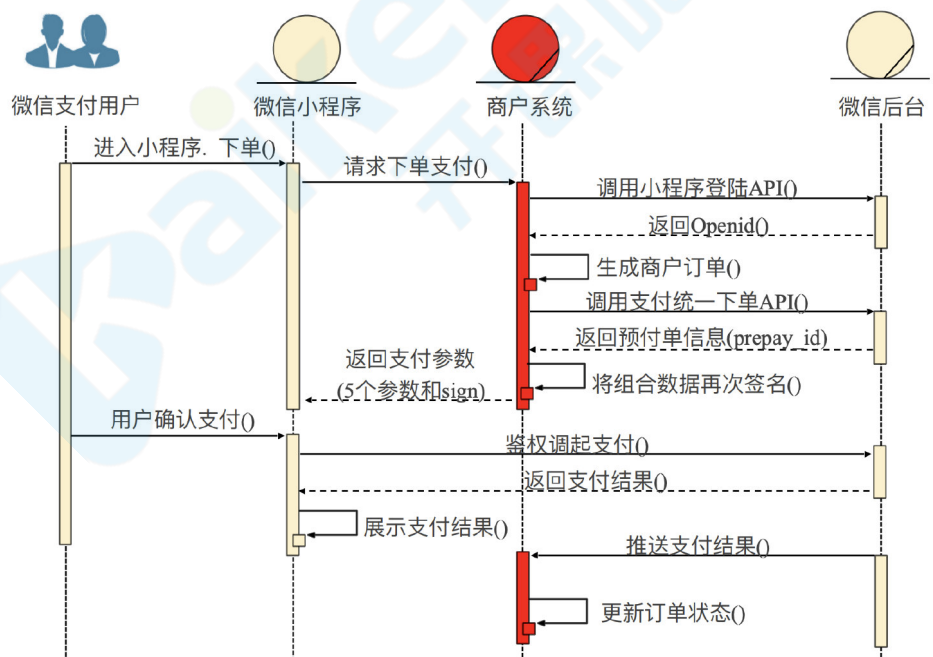 微信支付用户
微信小程序
商户系统
微信后台
进入小程序. 下单()
请求下单支付()
调用小程序登陆API()
返回Openid()
生成商户订单()
调用支付统一下单API()
返回预付单信息(prepay_id)
返回支付参数
(5个参数和sign)
将组合数据再次签名()
用户确认支付()
鉴权调起支付()
返回支付结果()
展示支付结果()
推送支付结果()
更新订单状态()